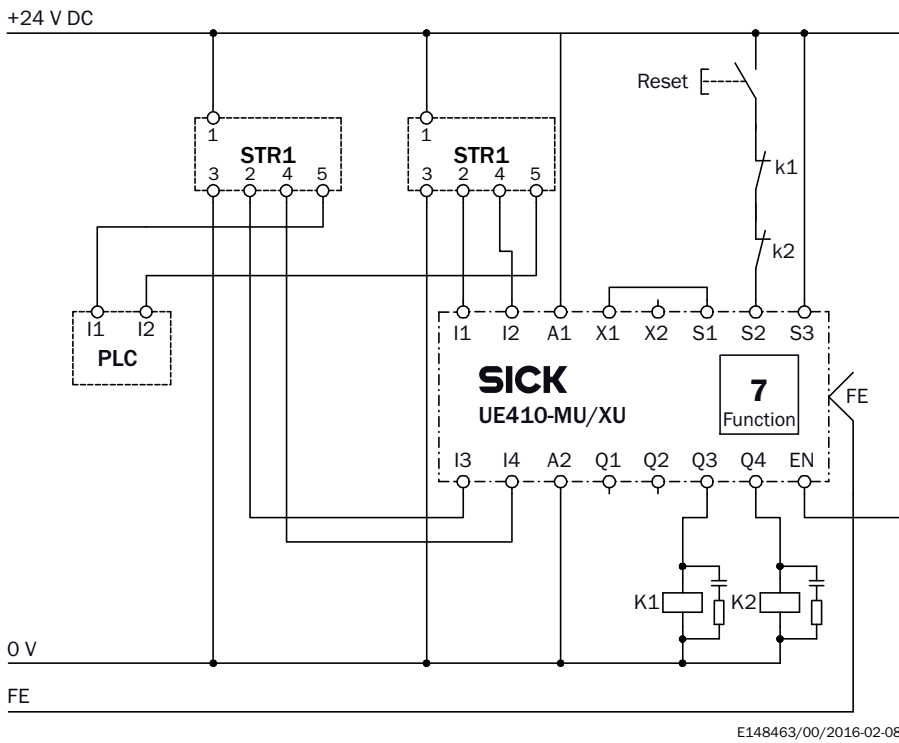 +24 V DC
Reset
1
STR1
3 2 4 5
1
STR1
3 2 4 5
k1
k2
I1 I2
PLC
I1 I2 A1 X1 X2 S1 S2 S3
SICK
UE410-MU/XU
7
Function
FE
I3 I4 A2 Q1 Q2 Q3 Q4 EN
K1
K2
0 V
FE
E148463/00/2016-02-08